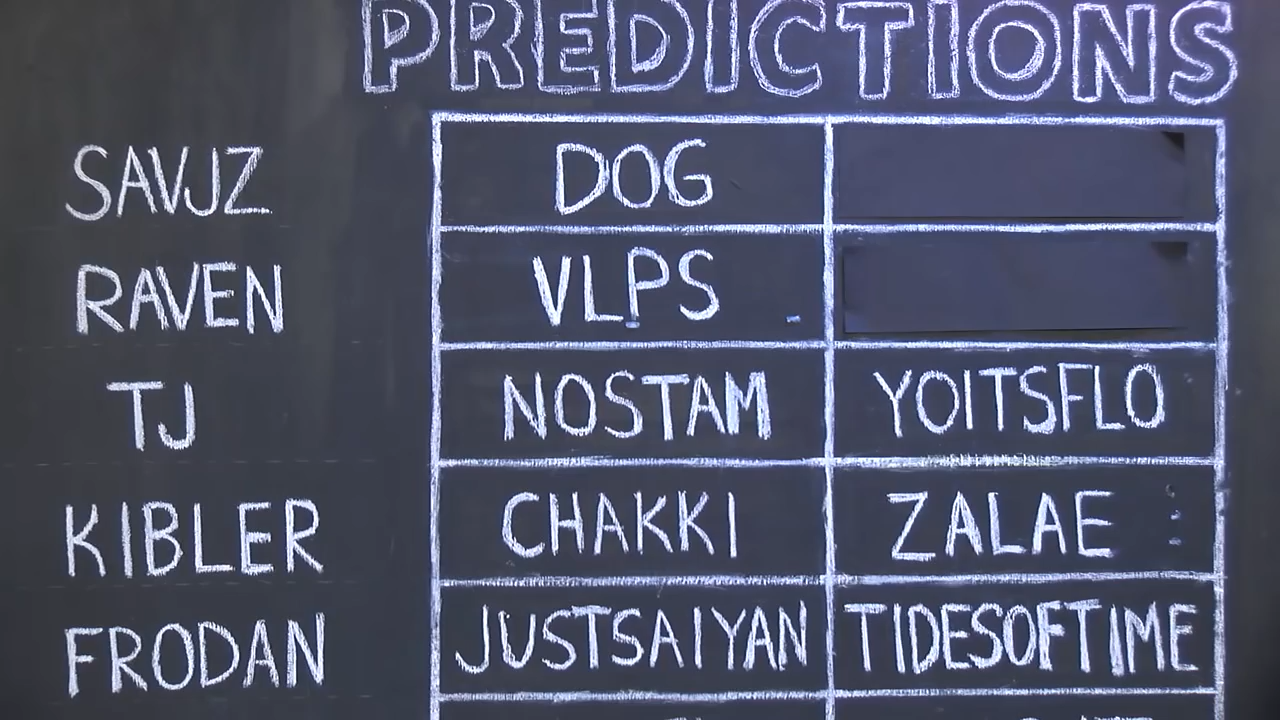 PREDICTIONS
SAVJZ DOG
RAVEN VLPS
TJ NOSTAM YOITSFLO
KIBLER CHAKKI ZALAE
FRODAN JUSTSAIYAN TIDESOFTIME